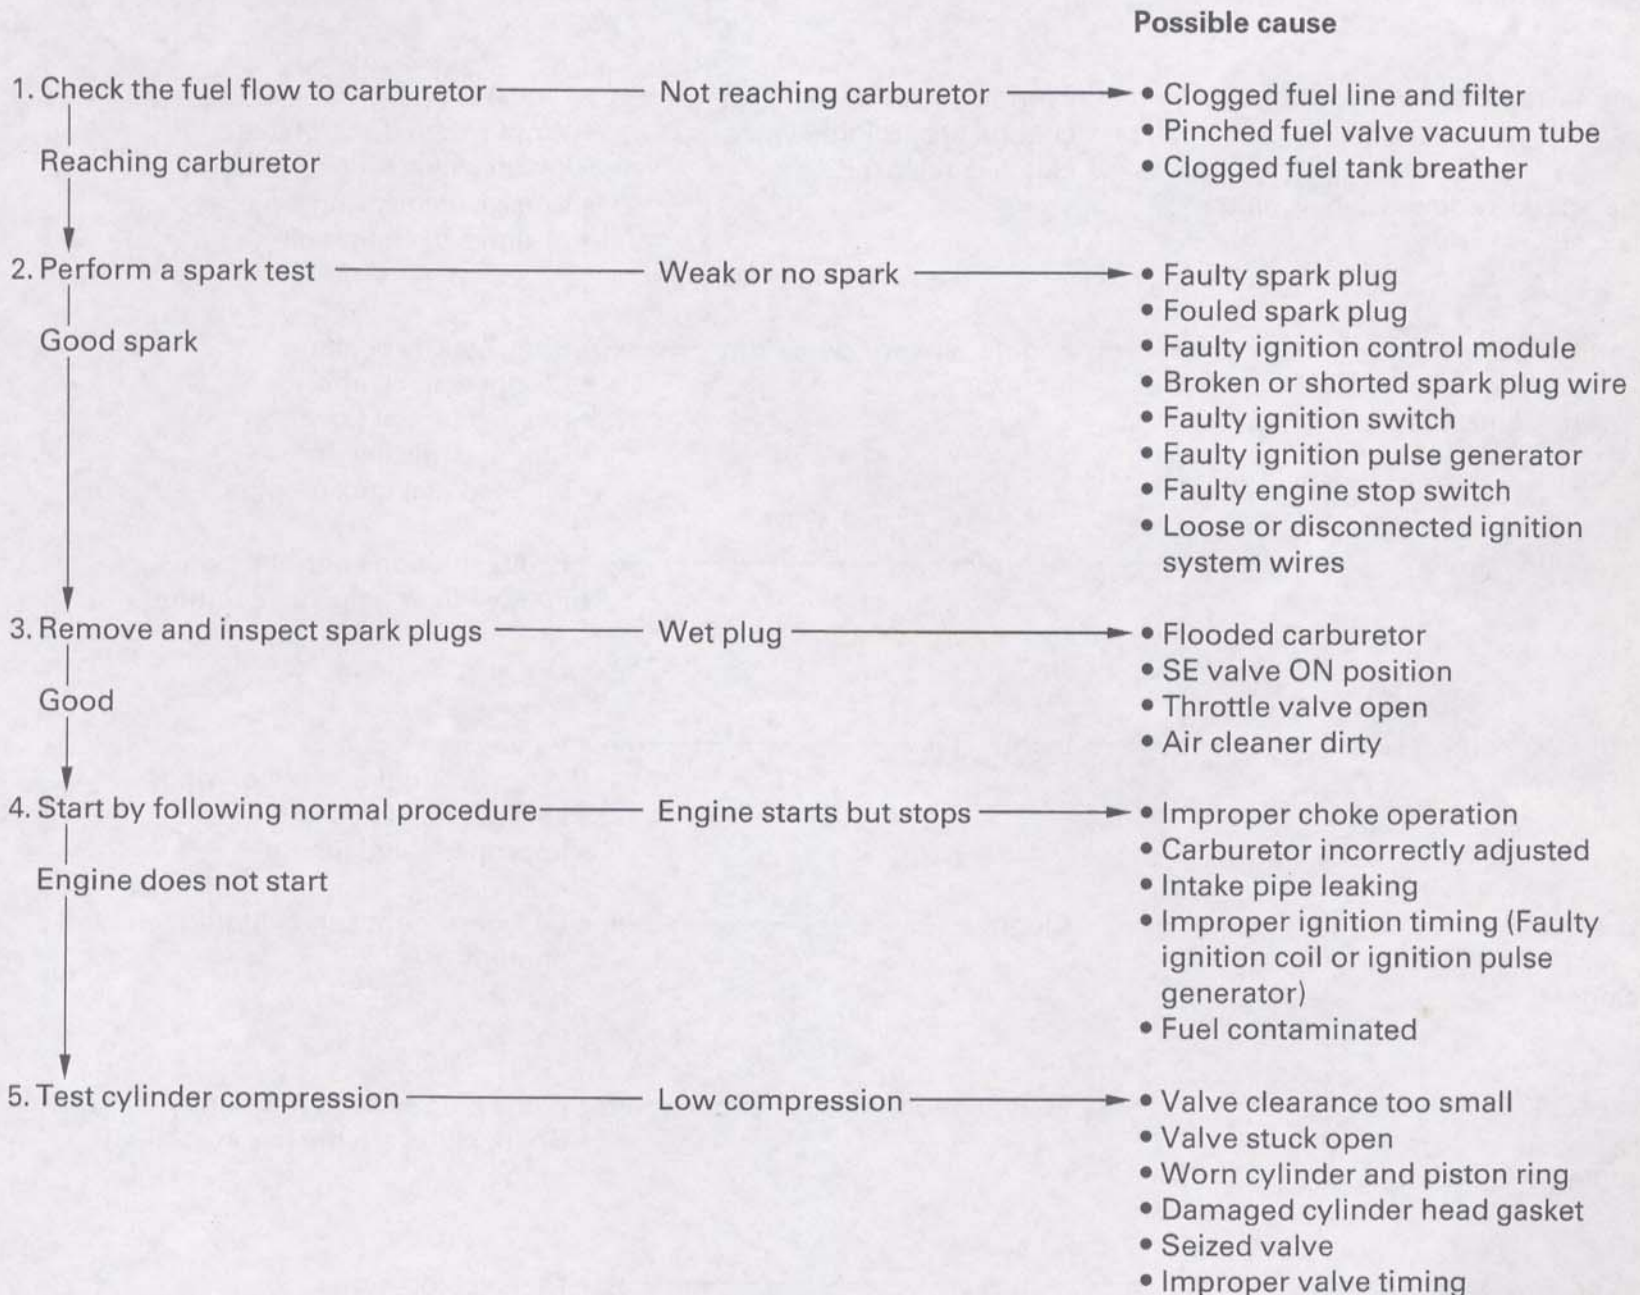 Possible cause
1. Check the fuel flow to carburetor
Not reaching carburetor
• Clogged fuel line and filter
• Pinched fuel valve vacuum tube
• Clogged fuel tank breather
Reaching carburetor
2. Perform a spark test
Weak or no spark
• Faulty spark plug
• Fouled spark plug
• Faulty ignition control module
• Broken or shorted spark plug wire
• Faulty ignition switch
• Faulty ignition pulse generator
• Faulty engine stop switch
• Loose or disconnected ignition
system wires
Good spark
3. Remove and inspect spark plugs
Wet plug
• Flooded carburetor
• SE valve ON position
• Throttle valve open
• Air cleaner dirty
Good
4. Start by following normal procedure
Engine starts but stops
• Improper choke operation
• Carburetor incorrectly adjusted
• Intake pipe leaking
• Improper ignition timing (Faulty
ignition coil or ignition pulse
generator)
• Fuel contaminated
Engine does not start
5. Test cylinder compression
Low compression
• Valve clearance too small
• Valve stuck open
• Worn cylinder and piston ring
• Damaged cylinder head gasket
• Seized valve
• Improper valve timing